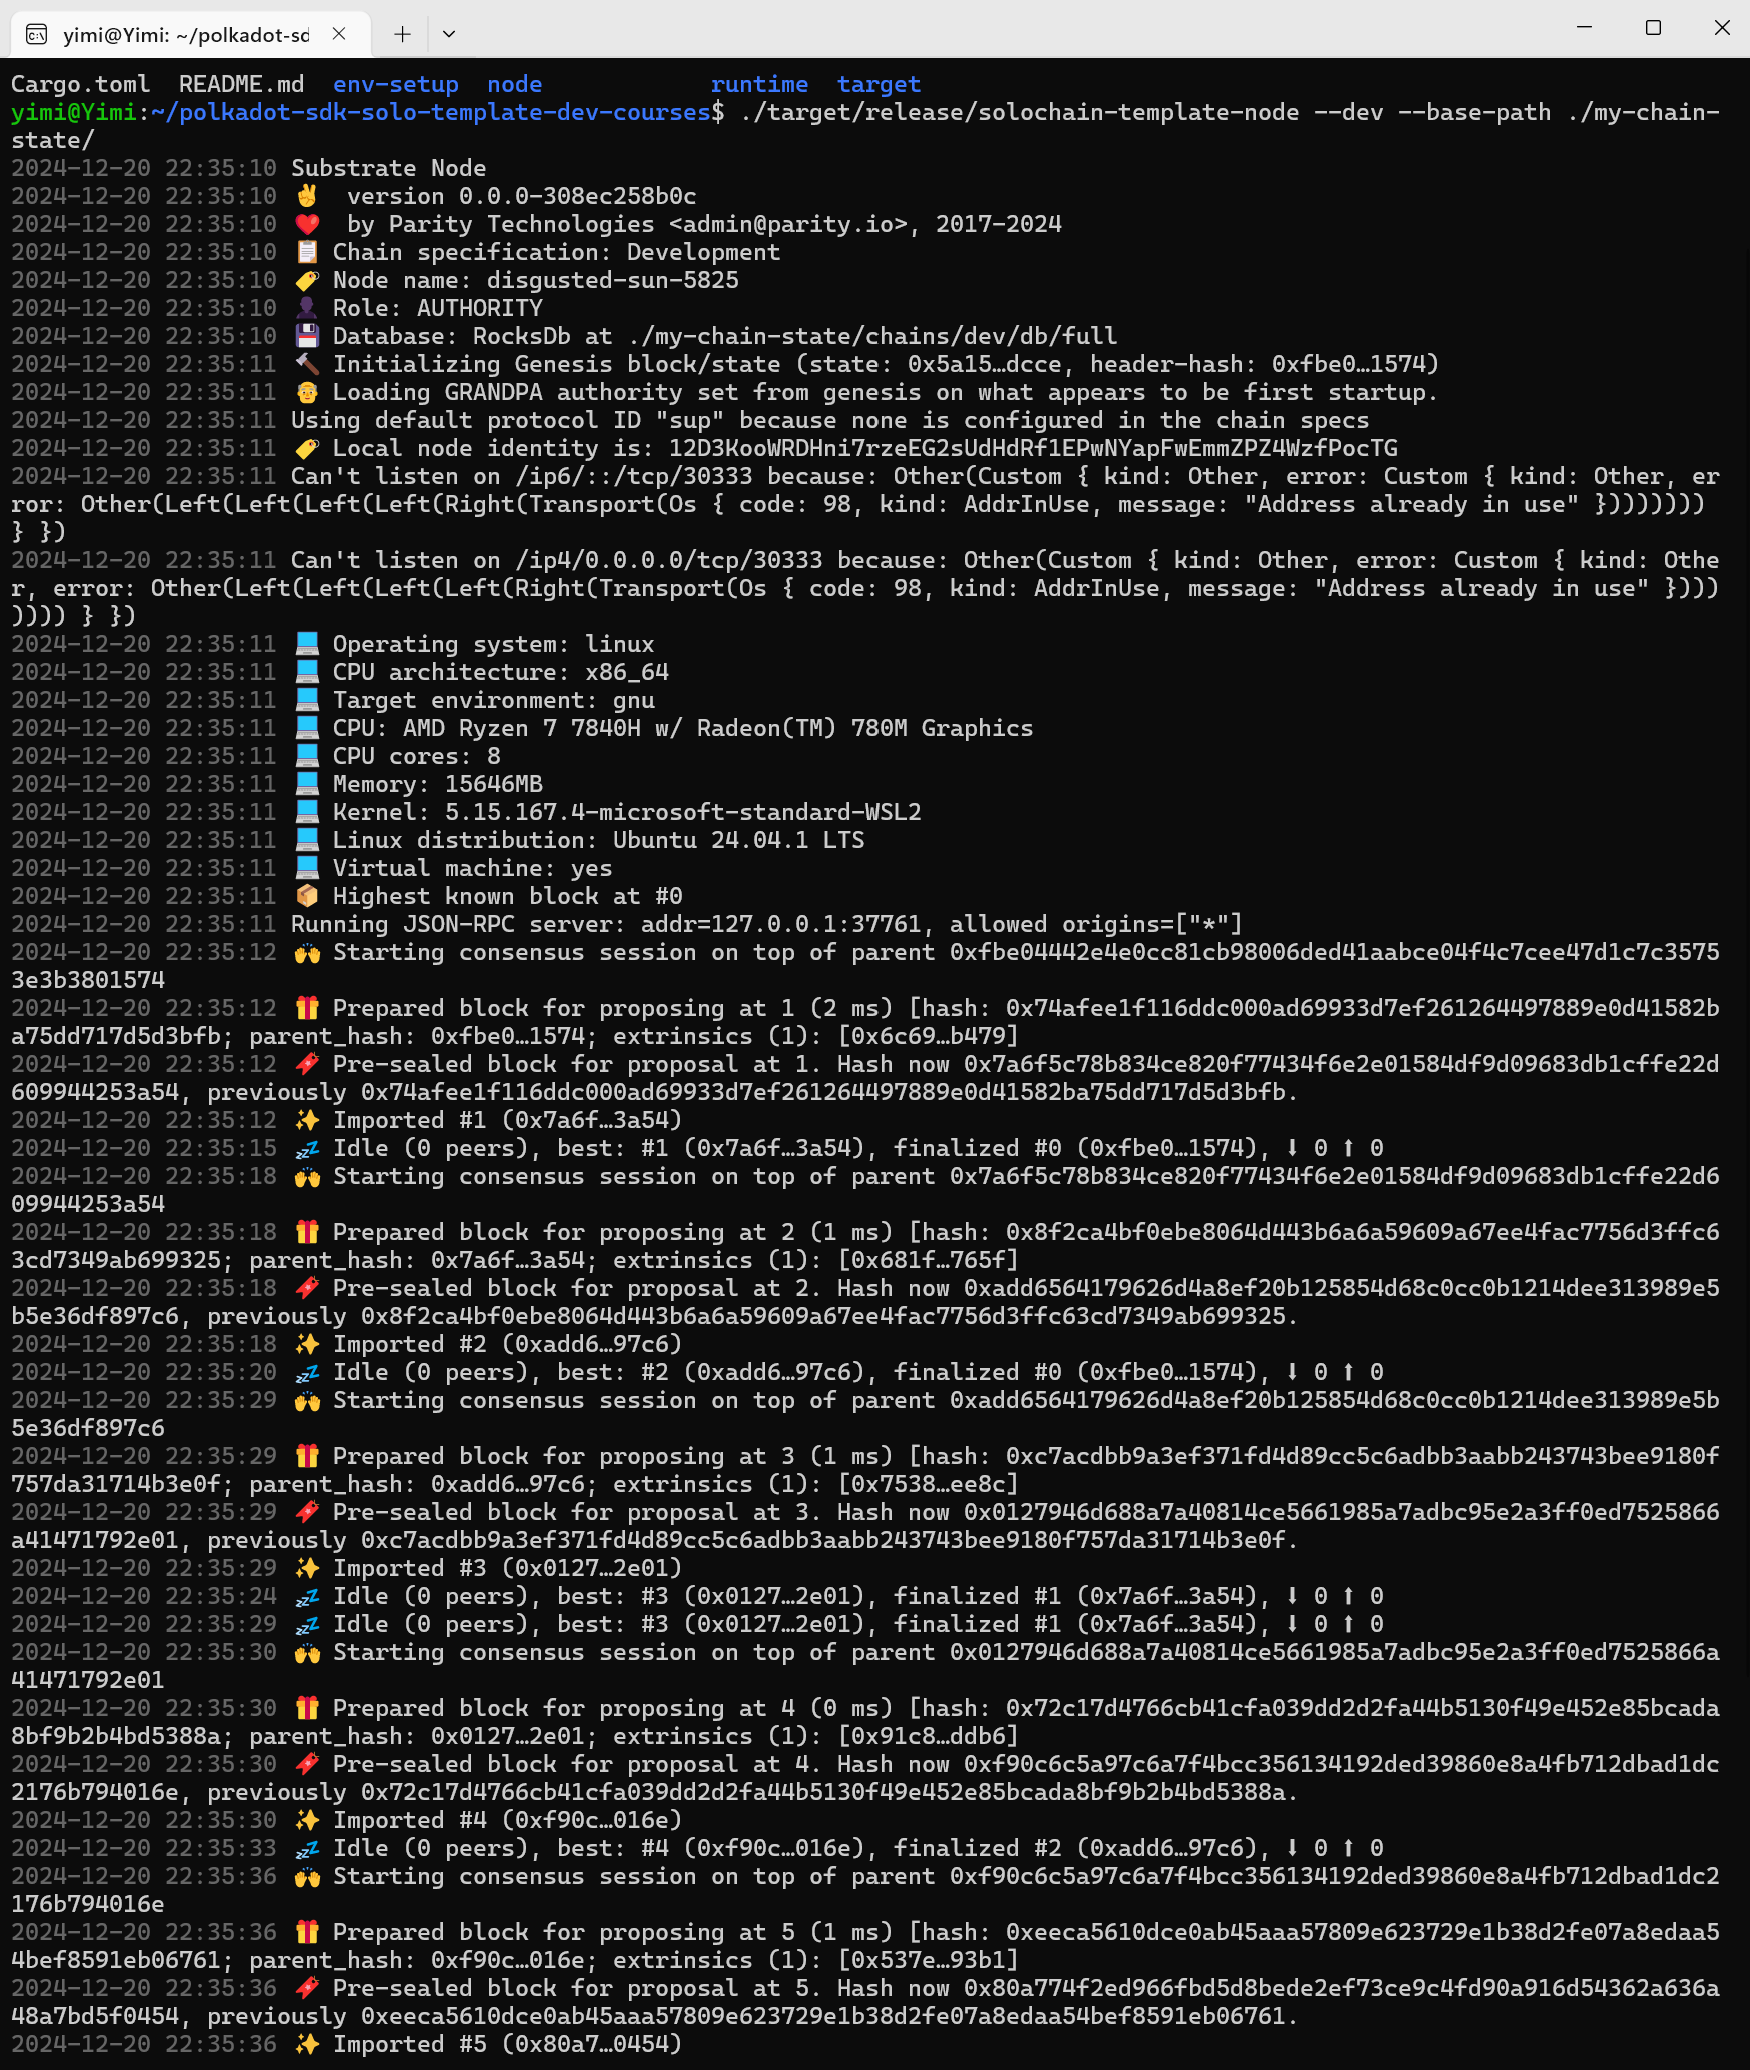 yimi@Yimi: ~/polkadot-sd
Cargo.toml  README.md  env-setup  node            runtime  target
yimi@Yimi:~/polkadot-sdk-solo-template-dev-courses$ ./target/release/solochain-template-node --dev --base-path ./my-chain-
state/
2024-12-20 22:35:10 Substrate Node
2024-12-20 22:35:10 ✌️  version 0.0.0-308ec258b0c
2024-12-20 22:35:10 ❤️  by Parity Technologies <admin@parity.io>, 2017-2024
2024-12-20 22:35:10 📋 Chain specification: Development
2024-12-20 22:35:10 🏷 Node name: disgusted-sun-5825
2024-12-20 22:35:10 👤 Role: AUTHORITY
2024-12-20 22:35:10 💾 Database: RocksDb at ./my-chain-state/chains/dev/db/full
2024-12-20 22:35:11 🔨 Initializing Genesis block/state (state: 0x5a15…dcce, header-hash: 0xfbe0…1574)
2024-12-20 22:35:11 👴 Loading GRANDPA authority set from genesis on what appears to be first startup.
2024-12-20 22:35:11 Using default protocol ID "sup" because none is configured in the chain specs
2024-12-20 22:35:11 🏷 Local node identity is: 12D3KooWRDHni7rzeEG2sUdHdRf1EPwNYapFwEmmZPZ4WzfPocTG
2024-12-20 22:35:11 Can't listen on /ip6/::/tcp/30333 because: Other(Custom { kind: Other, error: Custom { kind: Other, er
ror: Other(Left(Left(Left(Left(Right(Transport(Os { code: 98, kind: AddrInUse, message: "Address already in use" }))))))))
} })
2024-12-20 22:35:11 Can't listen on /ip4/0.0.0.0/tcp/30333 because: Other(Custom { kind: Other, error: Custom { kind: Othe
r, error: Other(Left(Left(Left(Left(Right(Transport(Os { code: 98, kind: AddrInUse, message: "Address already in use" }))))
)))) } })
2024-12-20 22:35:11 💻 Operating system: linux
2024-12-20 22:35:11 💻 CPU architecture: x86_64
2024-12-20 22:35:11 💻 Target environment: gnu
2024-12-20 22:35:11 💻 CPU: AMD Ryzen 7 7840H w/ Radeon(TM) 780M Graphics
2024-12-20 22:35:11 💻 CPU cores: 8
2024-12-20 22:35:11 💻 Memory: 15646MB
2024-12-20 22:35:11 💻 Kernel: 5.15.167.4-microsoft-standard-WSL2
2024-12-20 22:35:11 💻 Linux distribution: Ubuntu 24.04.1 LTS
2024-12-20 22:35:11 💻 Virtual machine: yes
2024-12-20 22:35:11 📦 Highest known block at #0
2024-12-20 22:35:11 Running JSON-RPC server: addr=127.0.0.1:37761, allowed origins=["*"]
2024-12-20 22:35:12 🙌 Starting consensus session on top of parent 0xfbe04442e4e0cc81cb98006ded41aabce04f4c7cee47d1c7c3575
3e3b3801574
2024-12-20 22:35:12 🎁 Prepared block for proposing at 1 (2 ms) [hash: 0x74afee1f116ddc000ad69933d7ef261264497889e0d41582b
a75dd717d5d3bfb; parent_hash: 0xfbe0…1574; extrinsics (1): [0x6c69…b479]
2024-12-20 22:35:12 🔖 Pre-sealed block for proposal at 1. Hash now 0x7a6f5c78b834ce820f77434f6e2e01584df9d09683db1cffe22d
609944253a54, previously 0x74afee1f116ddc000ad69933d7ef261264497889e0d41582ba75dd717d5d3bfb.
2024-12-20 22:35:12 ✨ Imported #1 (0x7a6f…3a54)
2024-12-20 22:35:15 💤 Idle (0 peers), best: #1 (0x7a6f…3a54), finalized #0 (0xfbe0…1574), ⬇ 0 ⬆ 0
2024-12-20 22:35:18 🙌 Starting consensus session on top of parent 0x7a6f5c78b834ce820f77434f6e2e01584df9d09683db1cffe22d6
09944253a54
2024-12-20 22:35:18 🎁 Prepared block for proposing at 2 (1 ms) [hash: 0x8f2ca4bf0ebe8064d443b6a6a59609a67ee4fac7756d3ffc6
3cd7349ab699325; parent_hash: 0x7a6f…3a54; extrinsics (1): [0x681f…765f]
2024-12-20 22:35:18 🔖 Pre-sealed block for proposal at 2. Hash now 0xadd6564179626d4a8ef20b125854d68c0cc0b1214dee313989e5
b5e36df897c6, previously 0x8f2ca4bf0ebe8064d443b6a6a59609a67ee4fac7756d3ffc63cd7349ab699325.
2024-12-20 22:35:18 ✨ Imported #2 (0xadd6…97c6)
2024-12-20 22:35:20 💤 Idle (0 peers), best: #2 (0xadd6…97c6), finalized #0 (0xfbe0…1574), ⬇ 0 ⬆ 0
2024-12-20 22:35:29 🙌 Starting consensus session on top of parent 0xadd6564179626d4a8ef20b125854d68c0cc0b1214dee313989e5b
5e36df897c6
2024-12-20 22:35:29 🎁 Prepared block for proposing at 3 (1 ms) [hash: 0xc7acdbb9a3ef371fd4d89cc5c6adbb3aabb243743bee9180f
757da31714b3e0f; parent_hash: 0xadd6…97c6; extrinsics (1): [0x7538…ee8c]
2024-12-20 22:35:29 🔖 Pre-sealed block for proposal at 3. Hash now 0x0127946d688a7a40814ce5661985a7adbc95e2a3ff0ed7525866
a41471792e01, previously 0xc7acdbb9a3ef371fd4d89cc5c6adbb3aabb243743bee9180f757da31714b3e0f.
2024-12-20 22:35:29 ✨ Imported #3 (0x0127…2e01)
2024-12-20 22:35:24 💤 Idle (0 peers), best: #3 (0x0127…2e01), finalized #1 (0x7a6f…3a54), ⬇ 0 ⬆ 0
2024-12-20 22:35:29 💤 Idle (0 peers), best: #3 (0x0127…2e01), finalized #1 (0x7a6f…3a54), ⬇ 0 ⬆ 0
2024-12-20 22:35:30 🙌 Starting consensus session on top of parent 0x0127946d688a7a40814ce5661985a7adbc95e2a3ff0ed7525866a
41471792e01
2024-12-20 22:35:30 🎁 Prepared block for proposing at 4 (0 ms) [hash: 0x72c17d4766cb41cfa039dd2d2fa44b5130f49e452e85bcada
8bf9b2b4bd5388a; parent_hash: 0x0127…2e01; extrinsics (1): [0x91c8…ddb6]
2024-12-20 22:35:30 🔖 Pre-sealed block for proposal at 4. Hash now 0xf90c6c5a97c6a7f4bcc356134192ded39860e8a4fb712dbad1dc
2176b794016e, previously 0x72c17d4766cb41cfa039dd2d2fa44b5130f49e452e85bcada8bf9b2b4bd5388a.
2024-12-20 22:35:30 ✨ Imported #4 (0xf90c…016e)
2024-12-20 22:35:33 💤 Idle (0 peers), best: #4 (0xf90c…016e), finalized #2 (0xadd6…97c6), ⬇ 0 ⬆ 0
2024-12-20 22:35:36 🙌 Starting consensus session on top of parent 0xf90c6c5a97c6a7f4bcc356134192ded39860e8a4fb712dbad1dc2
176b794016e
2024-12-20 22:35:36 🎁 Prepared block for proposing at 5 (1 ms) [hash: 0xeeca5610dce0ab45aaa57809e623729e1b38d2fe07a8edaa5
4bef8591eb06761; parent_hash: 0xf90c…016e; extrinsics (1): [0x537e…93b1]
2024-12-20 22:35:36 🔖 Pre-sealed block for proposal at 5. Hash now 0x80a774f2ed966fbd5d8bede2ef73ce9c4fd90a916d54362a636a
48a7bd5f0454, previously 0xeeca5610dce0ab45aaa57809e623729e1b38d2fe07a8edaa54bef8591eb06761.
2024-12-20 22:35:36 ✨ Imported #5 (0x80a7…0454)